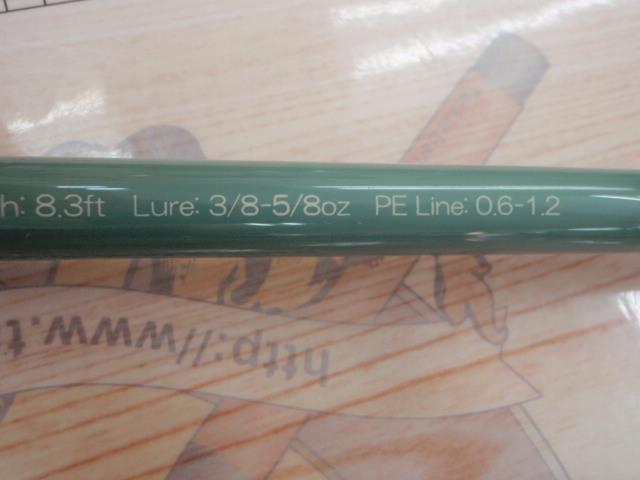 h: 8.3ft Lure: 3/8-5/8oz PE Line: 0.6-1.2
http://www.t